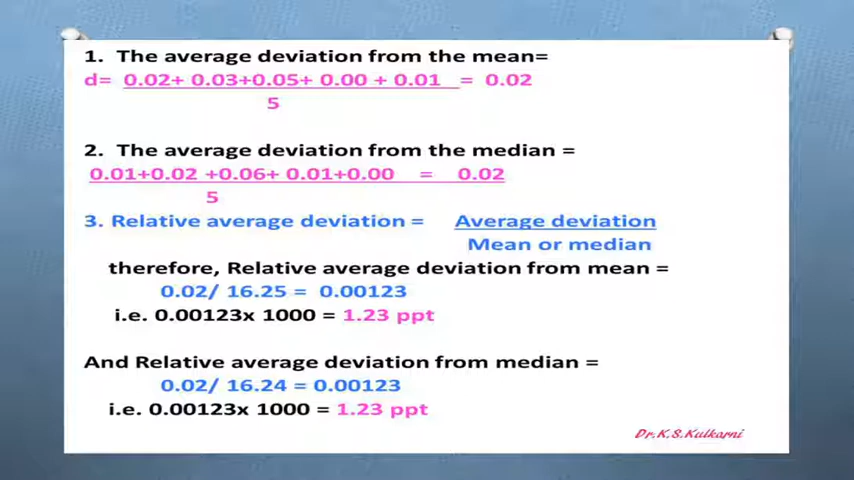 1. The average deviation from the mean=
d= 0.02+ 0.03+0.05+ 0.00 + 0.01 = 0.02
5
2. The average deviation from the median =
0.01+0.02 +0.06+ 0.01+0.00 = 0.02
5
3. Relative average deviation = Average deviation
Mean or median
therefore, Relative average deviation from mean =
0.02/ 16.25 = 0.00123
i.e. 0.00123x 1000 = 1.23 ppt
And Relative average deviation from median =
0.02/ 16.24 = 0.00123
i.e. 0.00123x 1000 = 1.23 ppt
Dr.K.S.Kulkarni